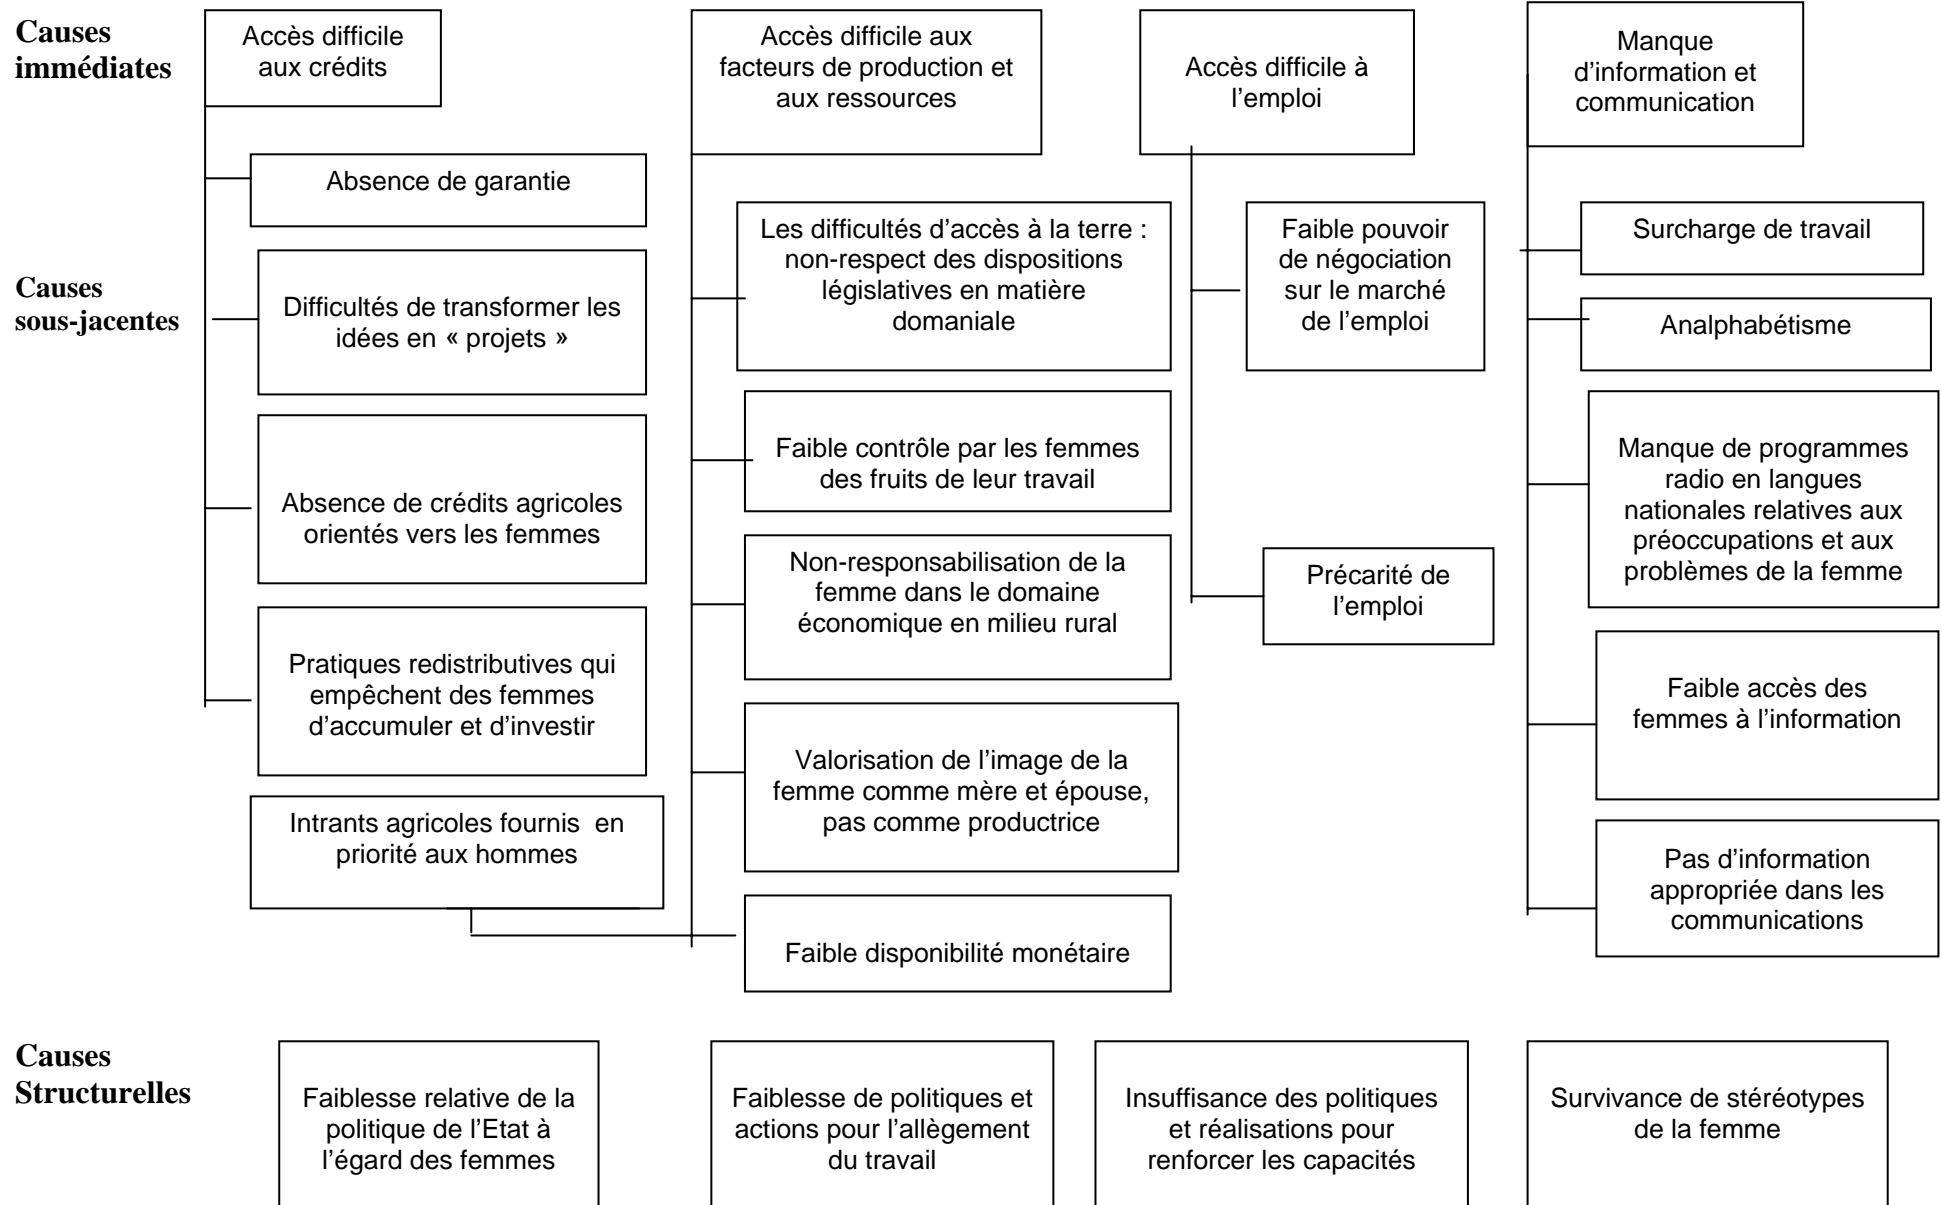 Causes
immédiates
Accès difficile
aux crédits
Accès difficile aux
facteurs de production et
aux ressources
Accès difficile à
l’emploi
Manque
d’information et
communication
Causes
sous-jacentes
Absence de garantie
Difficultés de transformer les
idées en « projets »
Absence de crédits agricoles
orientés vers les femmes
Pratiques redistributives qui
empêchent des femmes
d’accumuler et d’investir
Intrants agricoles fournis  en
priorité aux hommes
Les difficultés d’accès à la terre :
non-respect des dispositions
législatives en matière
domaniale
Faible contrôle par les femmes
des fruits de leur travail
Non-responsabilisation de la
femme dans le domaine
économique en milieu rural
Valorisation de l’image de la
femme comme mère et épouse,
pas comme productrice
Faible disponibilité monétaire
Faible pouvoir
de négociation
sur le marché
de l’emploi
Précarité de
l’emploi
Surcharge de travail
Analphabétisme
Manque de programmes
radio en langues
nationales relatives aux
préoccupations et aux
problèmes de la femme
Faible accès des
femmes à l’information
Pas d’information
appropriée dans les
communications
Causes
Structurelles
Faiblesse relative de la
politique de l’Etat à
l’égard des femmes
Faiblesse de politiques et
actions pour l’allègement
du travail
Insuffisance des politiques
et réalisations pour
renforcer les capacités
Survivance de stéréotypes
de la femme